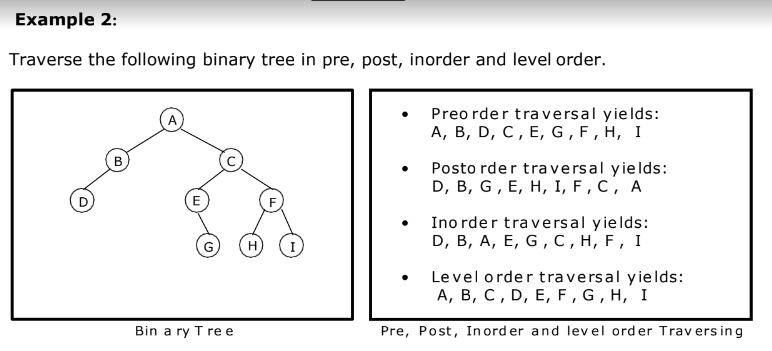 Example 2:
Traverse the following binary tree in pre, post, inorder and level order.
A
B
C
D
E
F
G
H
I
• Preorder traversal yields:
A, B, D, C, E, G, F, H, I
• Postorder traversal yields:
D, B, G, E, H, I, F, C, A
• Inorder traversal yields:
D, B, A, E, G, C, H, F, I
• Level order traversal yields:
A, B, C, D, E, F, G, H, I
Binary Tree
Pre, Post, Inorder and level order Traversing